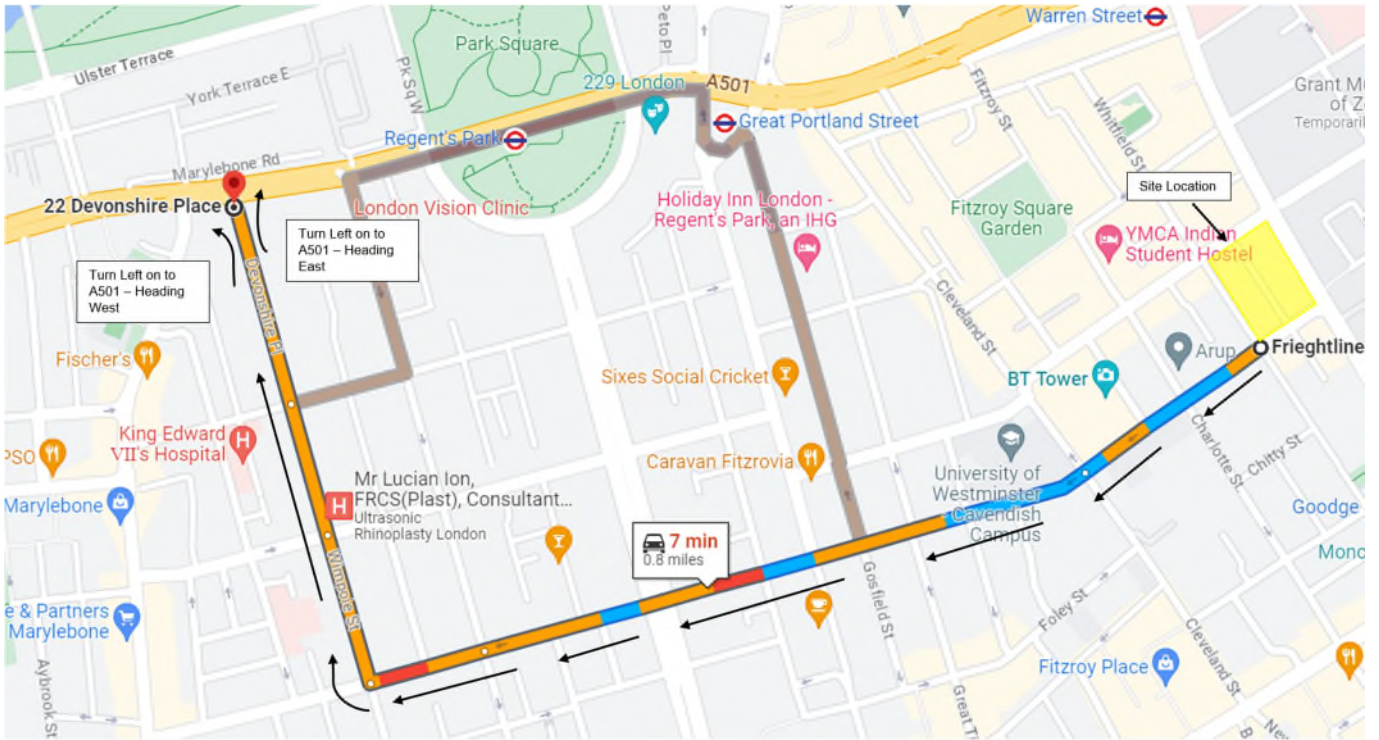 Warren Street
Peto Pl
Park Square
Ulster Terrace
Pk Sq W
York Terrace E
229 London
A501
Fitzroy St
Whitfield St
Grant Mu
of Zo
Temporaril
Great Portland Street
Regent's Park
Marylebone Rd
22 Devonshire Place
London Vision Clinic
Turn Left on to
A501 – Heading
East
Turn Left on to
A501 – Heading
West
Holiday Inn London -
Regent's Park, an IHG
Fitzroy Square
Garden
Site Location
YMCA Indian
Student Hostel
Devonshire Pl
Cleveland St
Fischer's
Sixes Social Cricket
BT Tower
Arup
Frieghtline
King Edward
VII's Hospital
PSO
Marylebone
Caravan Fitzrovia
University of
Westminster
Cavendish
Campus
Charlotte St
Chitty St
Goodge
Mr Lucian Ion,
FRCS(Plast), Consultant...
Ultrasonic
Rhinoplasty London
7 min
0.8 miles
Mono
Wimpole St
Gosfield St
Foley St
e & Partners
Marylebone
Aybrook St
Great Tit
Cleveland St
Fitzroy Place
New
B